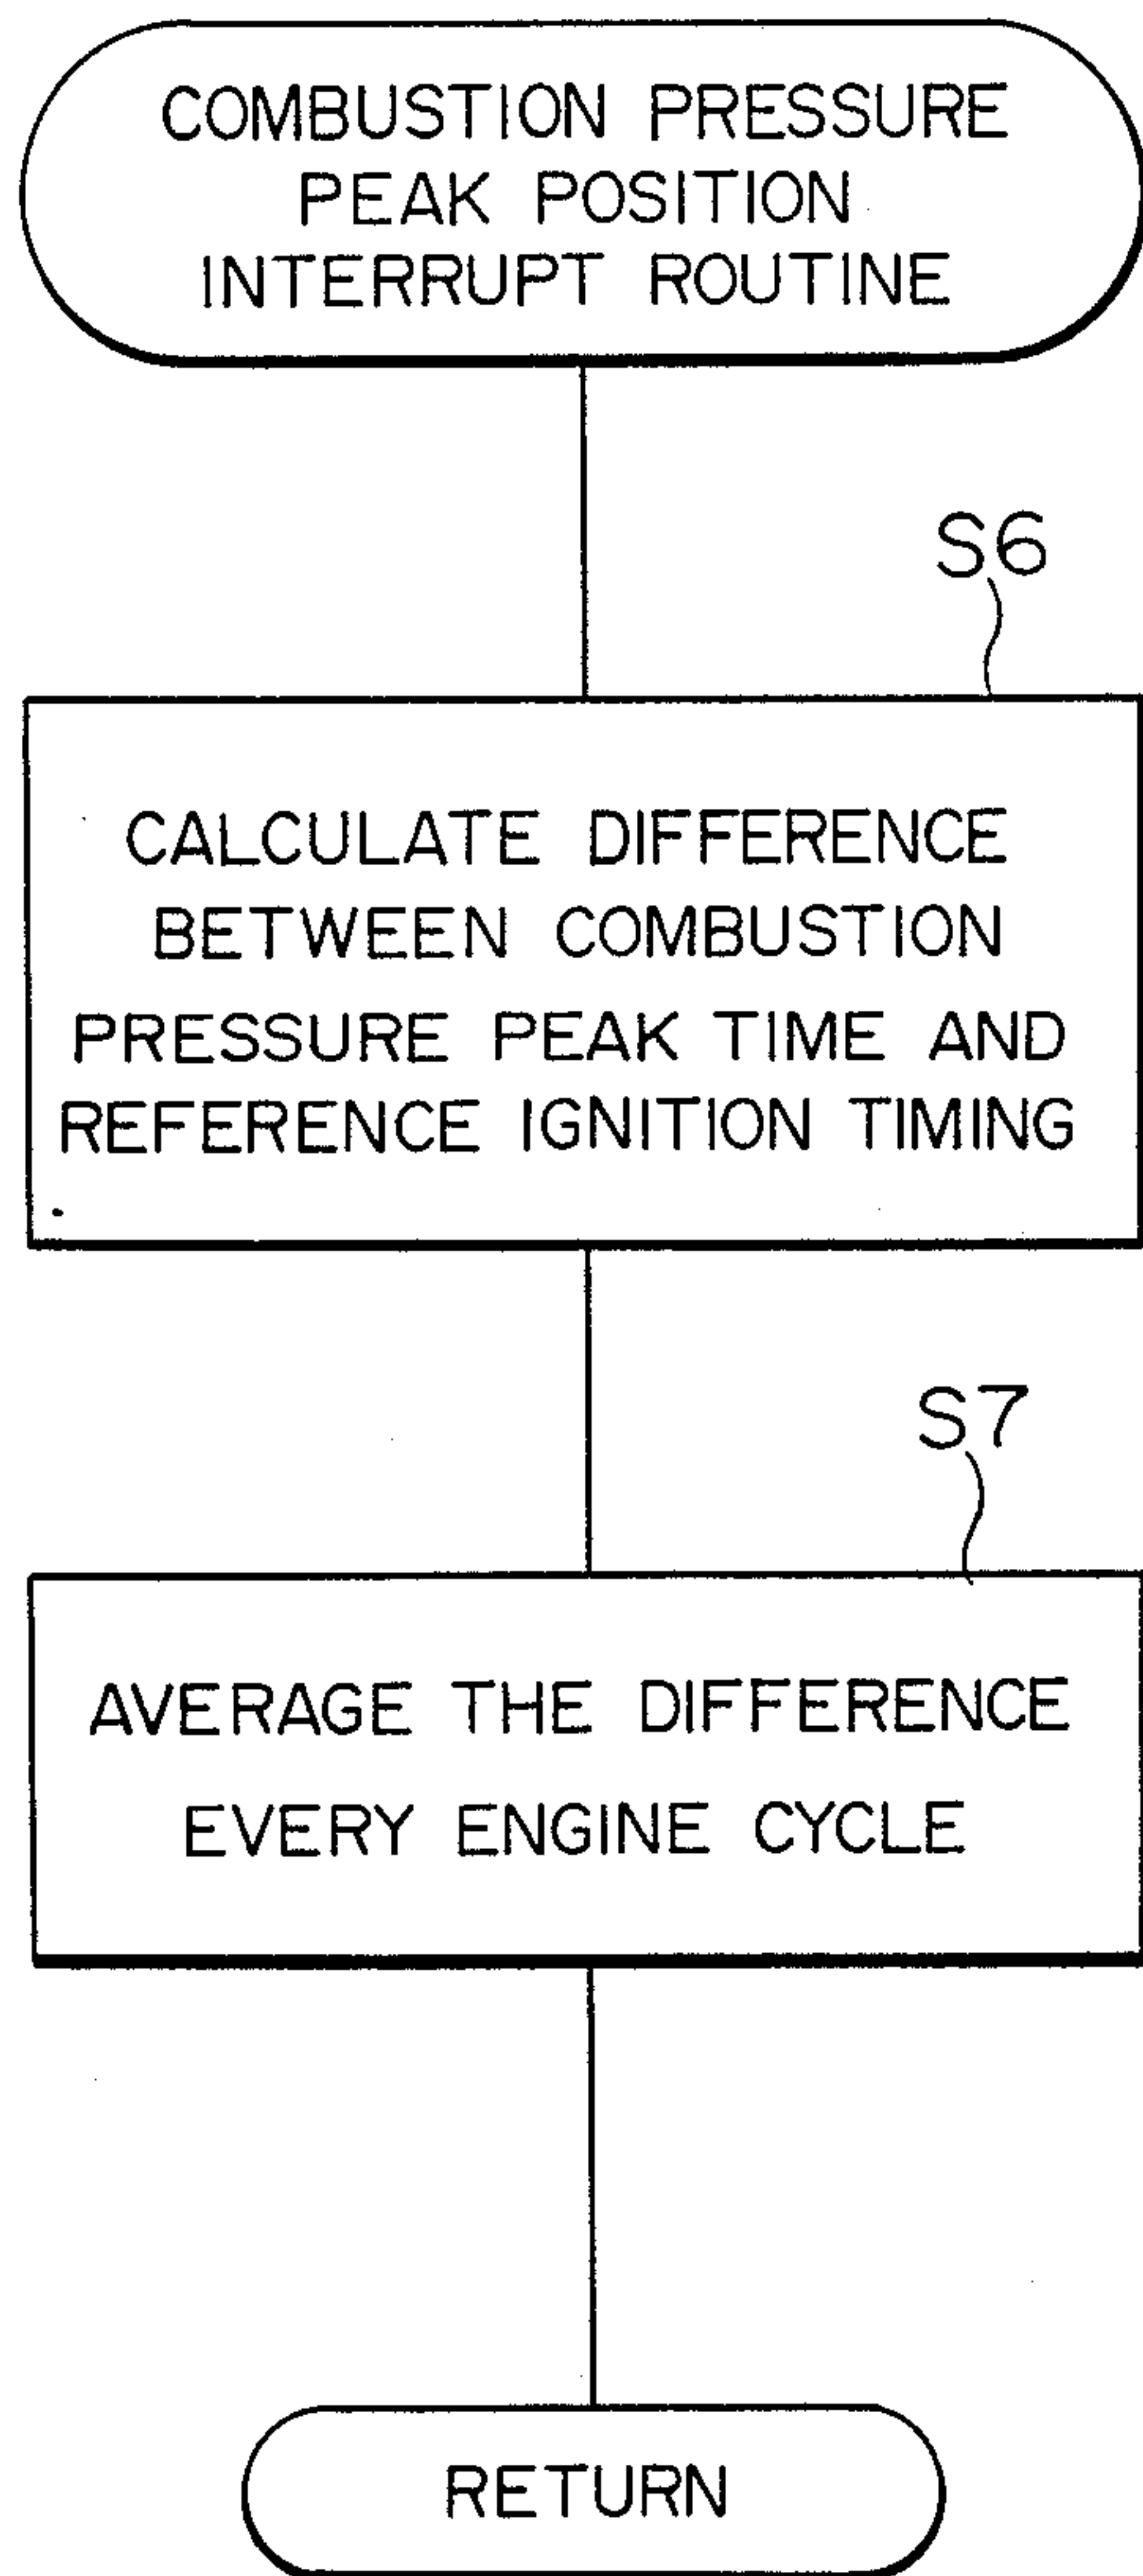 COMBUSTION PRESSURE
PEAK POSITION
INTERRUPT ROUTINE
S6
CALCULATE DIFFERENCE
BETWEEN COMBUSTION
PRESSURE PEAK TIME AND
REFERENCE IGNITION TIMING
S7
AVERAGE THE DIFFERENCE
EVERY ENGINE CYCLE
RETURN